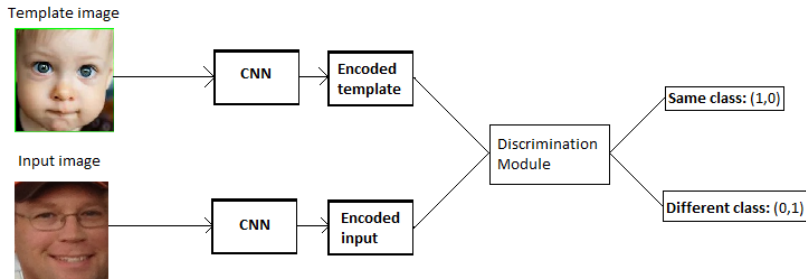 Template image
CNN
Encoded
template
Same class: (1,0)
Discrimination
Module
Input image
Different class: (0,1)
CNN
Encoded
input